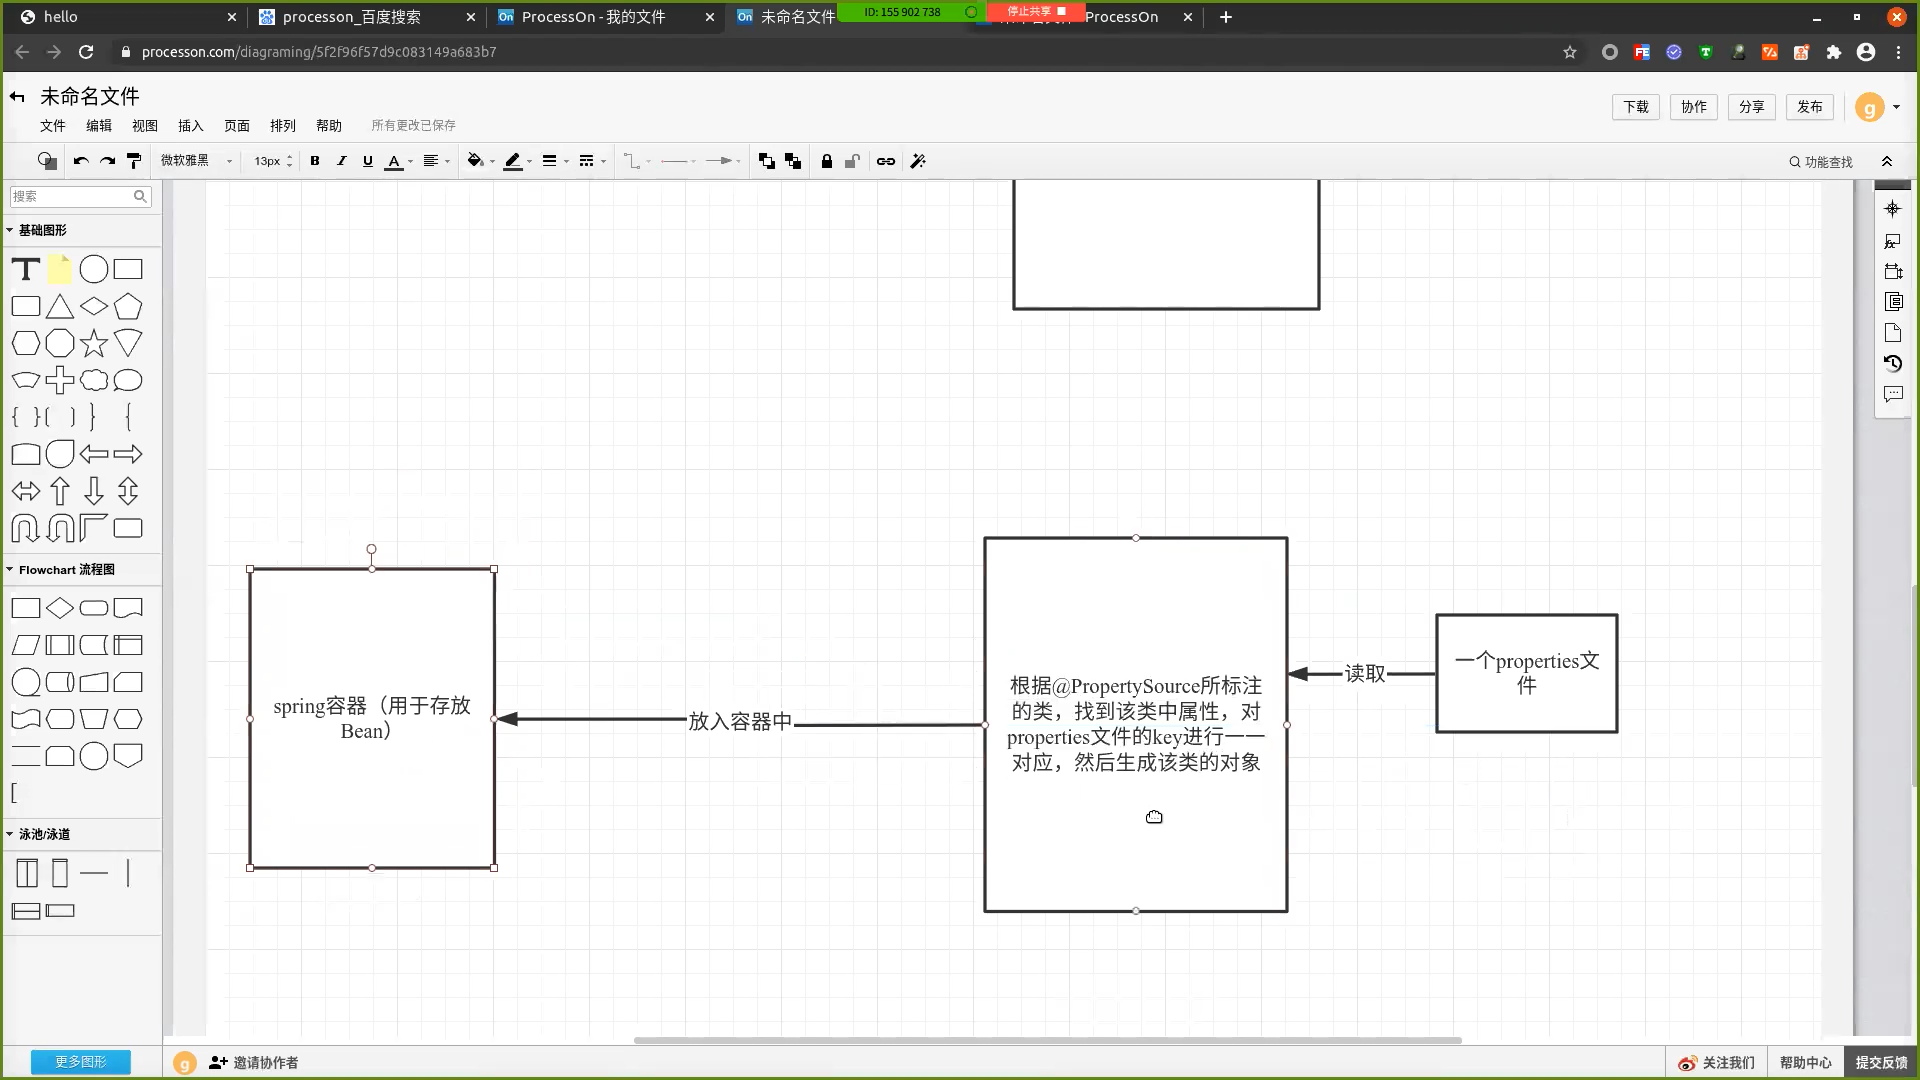 hello
processon_百度搜索
ProcessOn - 我的文件
未命名文件
ID: 155 902 738
停止共享
ProcessOn
processon.com/diagraming/5f2f96f57d9c083149a683b7
未命名文件
下载
协作
分享
发布
g
文件
编辑
视图
插入
页面
排列
帮助
所有更改已保存
微软雅黑
13px
B
I
U
A
功能查找
搜索
基础图形
T
Flowchart 流程图
泳池/泳道
更多图形
spring容器（用于存放
Bean）
放入容器中
根据@PropertySource所标注
的类，找到该类中属性，对
properties文件的key进行一一
对应，然后生成该类的对象
读取
一个properties文
件
g
邀请协作者
关注我们
帮助中心
提交反馈